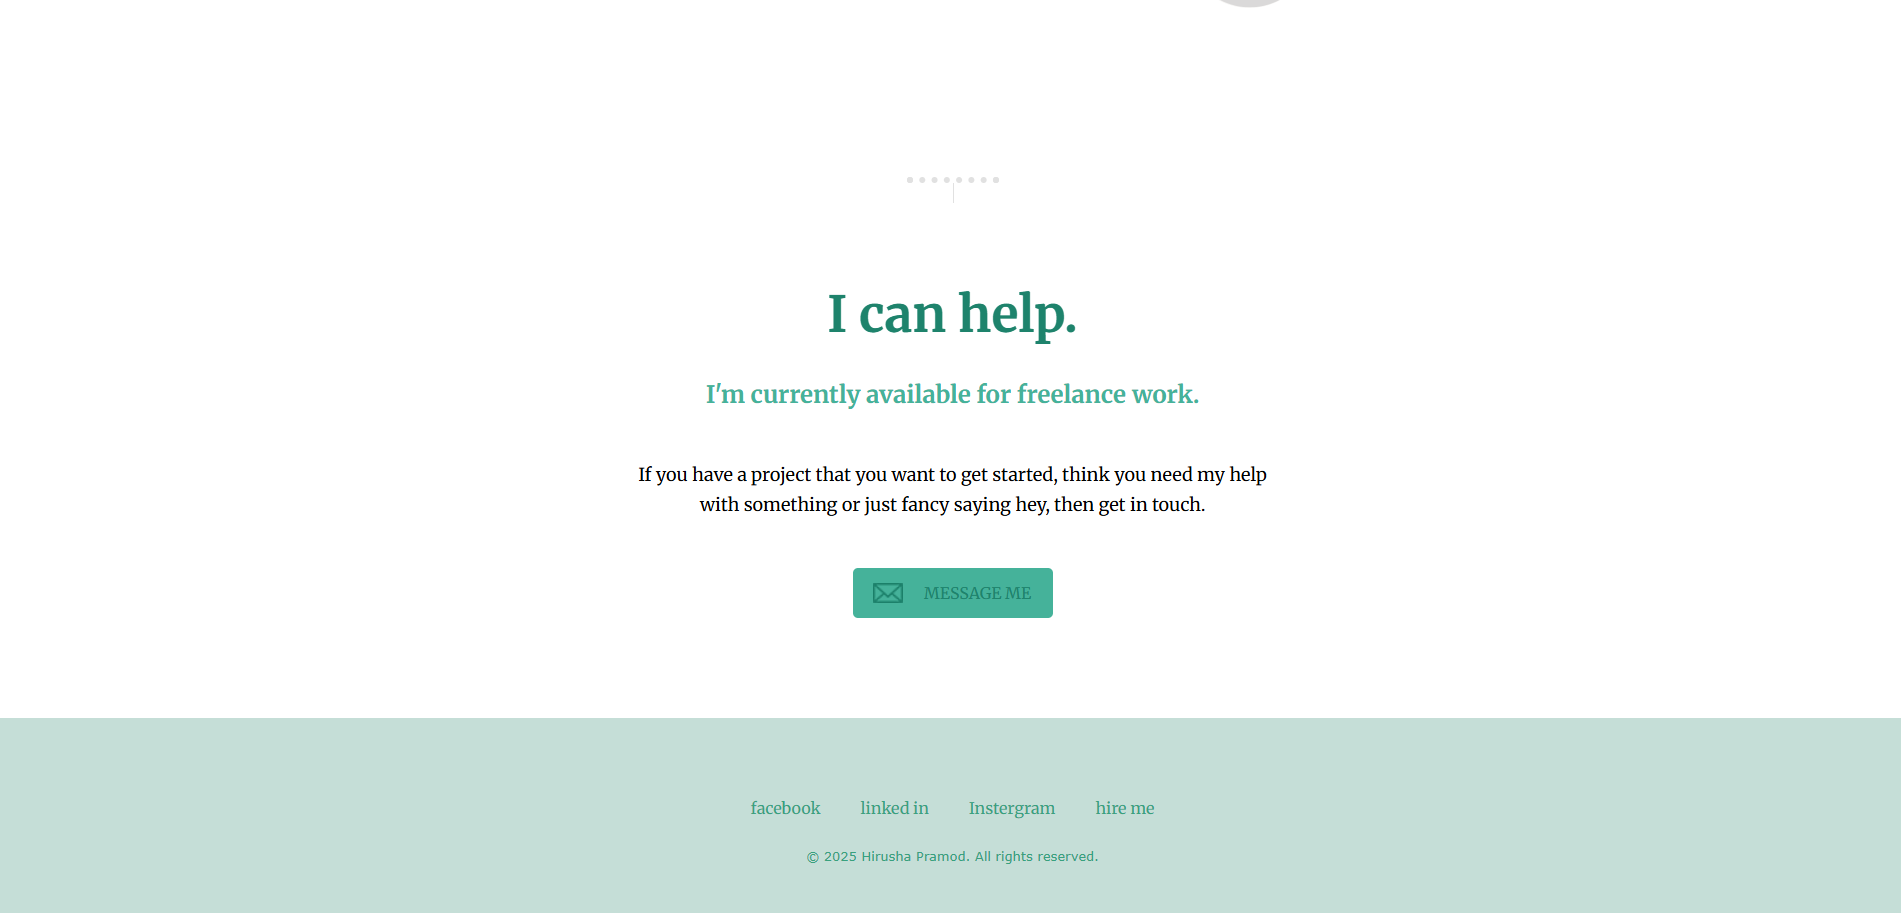 I can help.
I'm currently available for freelance work.
If you have a project that you want to get started, think you need my help
with something or just fancy saying hey, then get in touch.
MESSAGE ME
facebook linked in Instergram hire me
© 2025 Hirusha Pramod. All rights reserved.